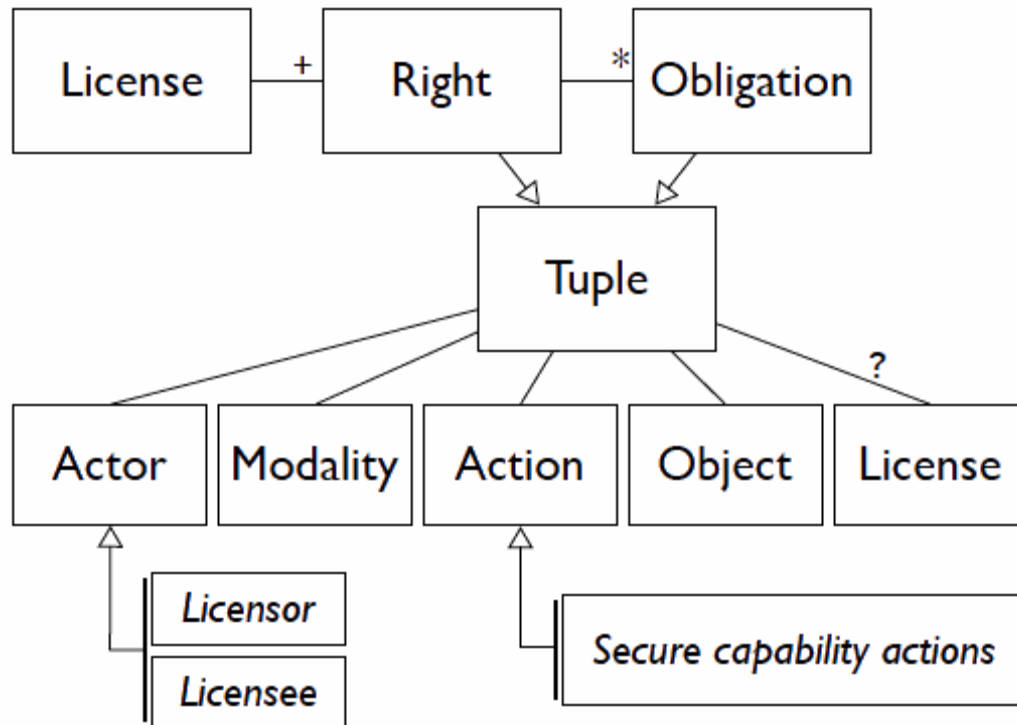 License + Right * Obligation
Tuple
?
Actor Modality Action Object License
Licensor
Secure capability actions
Licensee